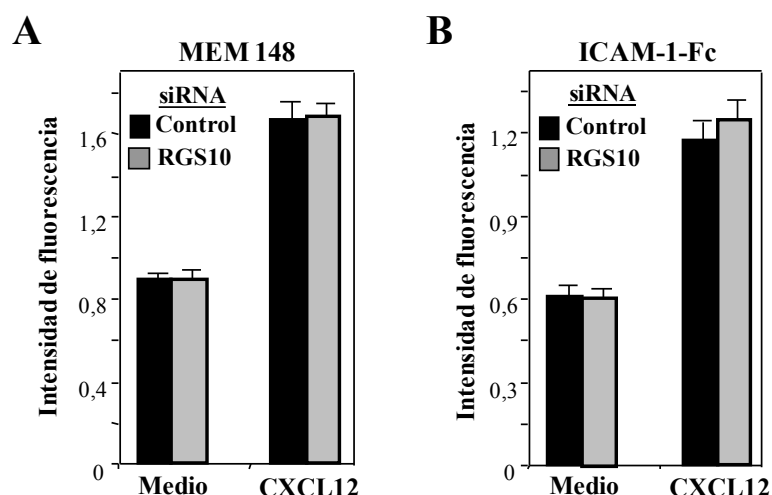 A
MEM 148
siRNA
Control
RGS10
Intensidad de fluorescencia
1,6
1,2
0,8
0,4
0
Medio
CXCL12
B
ICAM-1-Fc
siRNA
Control
RGS10
Intensidad de fluorescencia
1,2
0,9
0,6
0,3
0
Medio
CXCL12